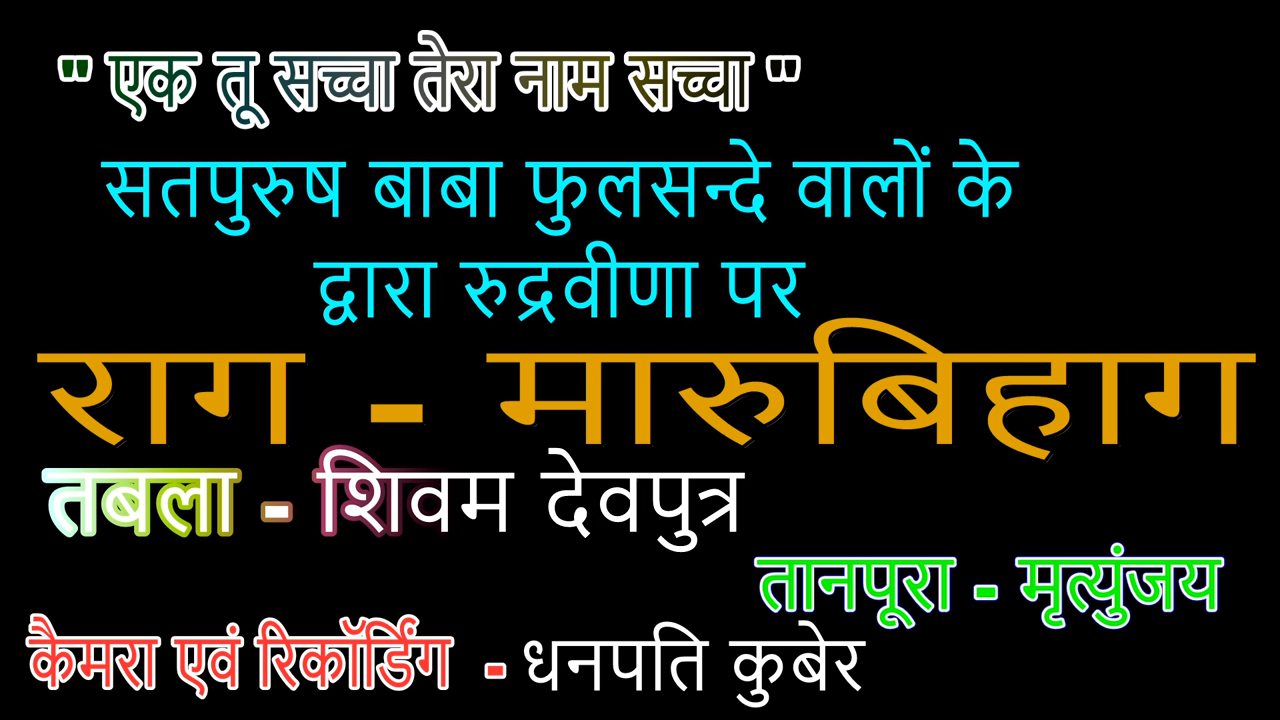 " एक तू सच्चा तेरा नाम सच्चा "
सतपुरुष बाबा फुलसन्दे वालों के
द्वारा रुद्रवीणा पर
राग - मारुबिहाग
तबला - शिवम देवपुत्र
तानपूरा - मृत्युंजय
कैमरा एवं रिकॉर्डिंग - धनपति कुबेर